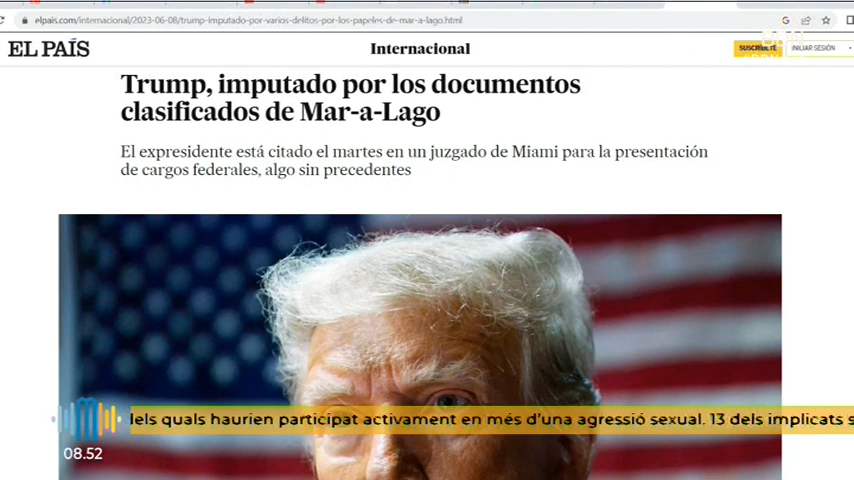 elpais.com/internacional/2023-06-08/trump-imputado-por-varios-delitos-por-los-papeles-de-mar-a-lago.html
EL PAÍS
Internacional
SUSCRÍBETE
INICIAR SESIÓN
Trump, imputado por los documentos
clasificados de Mar-a-Lago
El expresidente está citado el martes en un juzgado de Miami para la presentación
de cargos federales, algo sin precedentes
dels quals haurien participat activament en més d'una agressió sexual. 13 dels implicats s
08.52